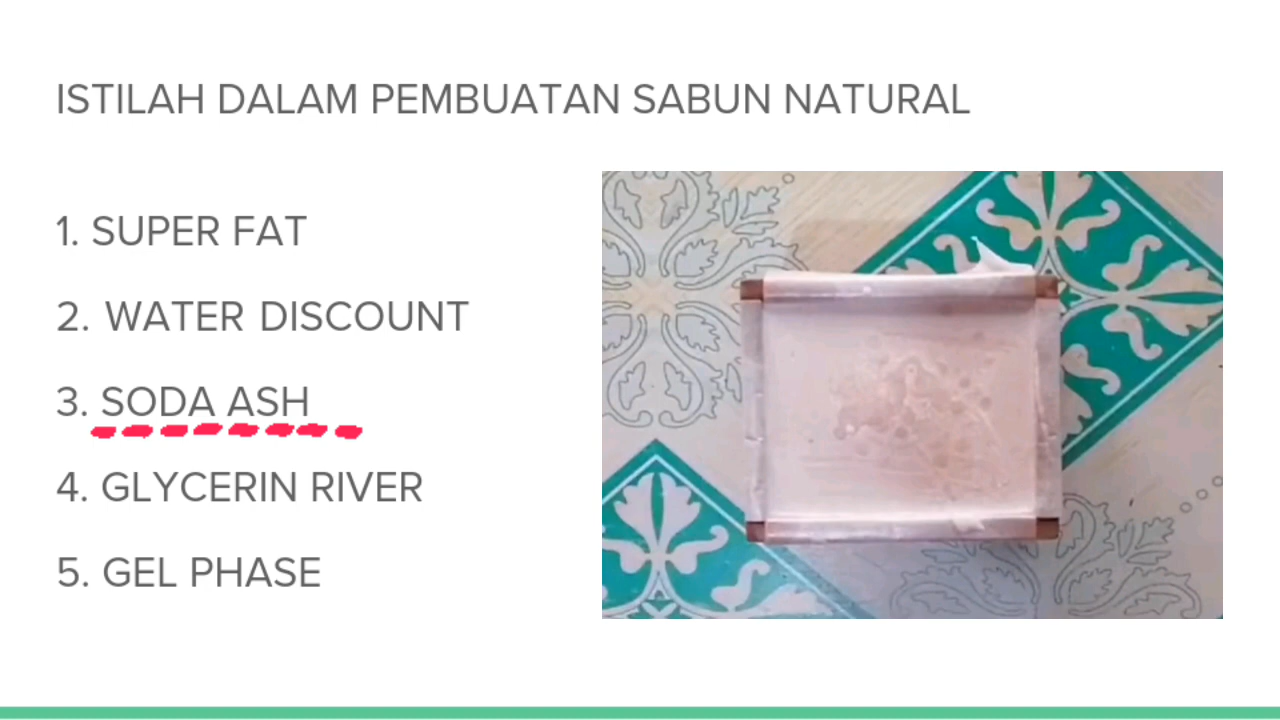 ISTILAH DALAM PEMBUATAN SABUN NATURAL
1. SUPER FAT
2. WATER DISCOUNT
3. SODA ASH
4. GLYCERIN RIVER
5. GEL PHASE